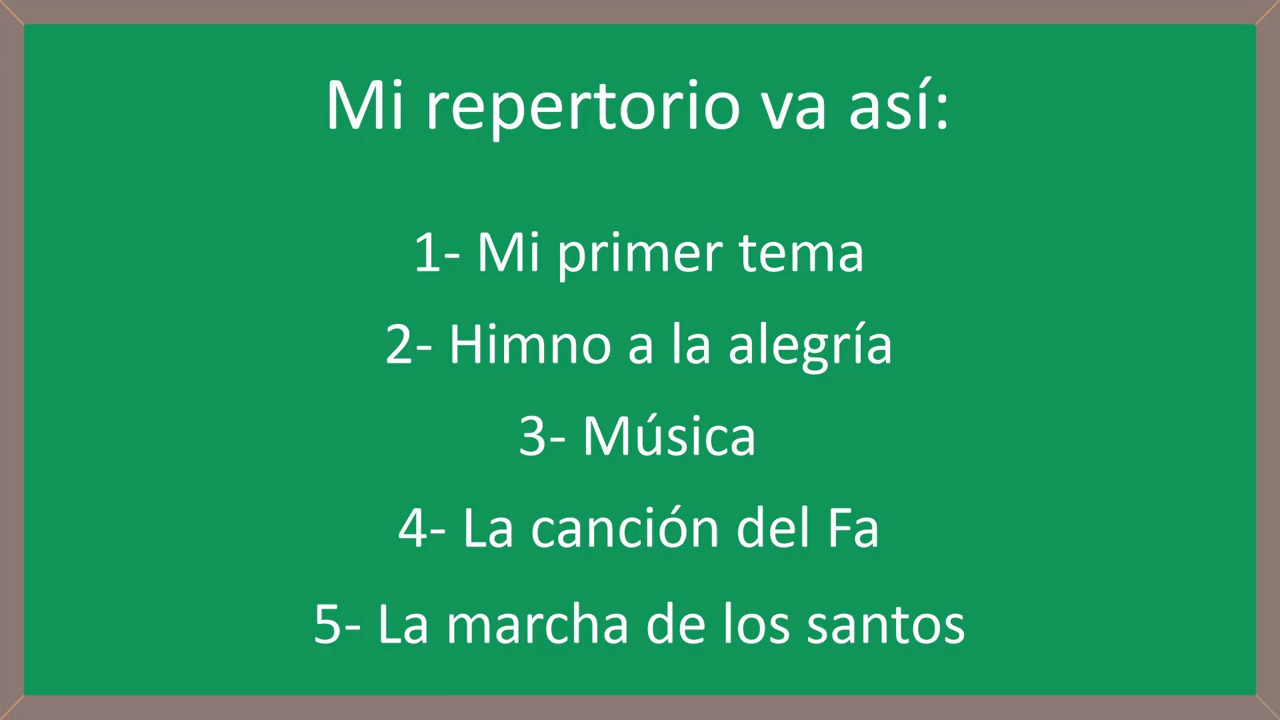 Mi repertorio va así:
1- Mi primer tema
2- Himno a la alegría
3- Música
4- La canción del Fa
5- La marcha de los santos